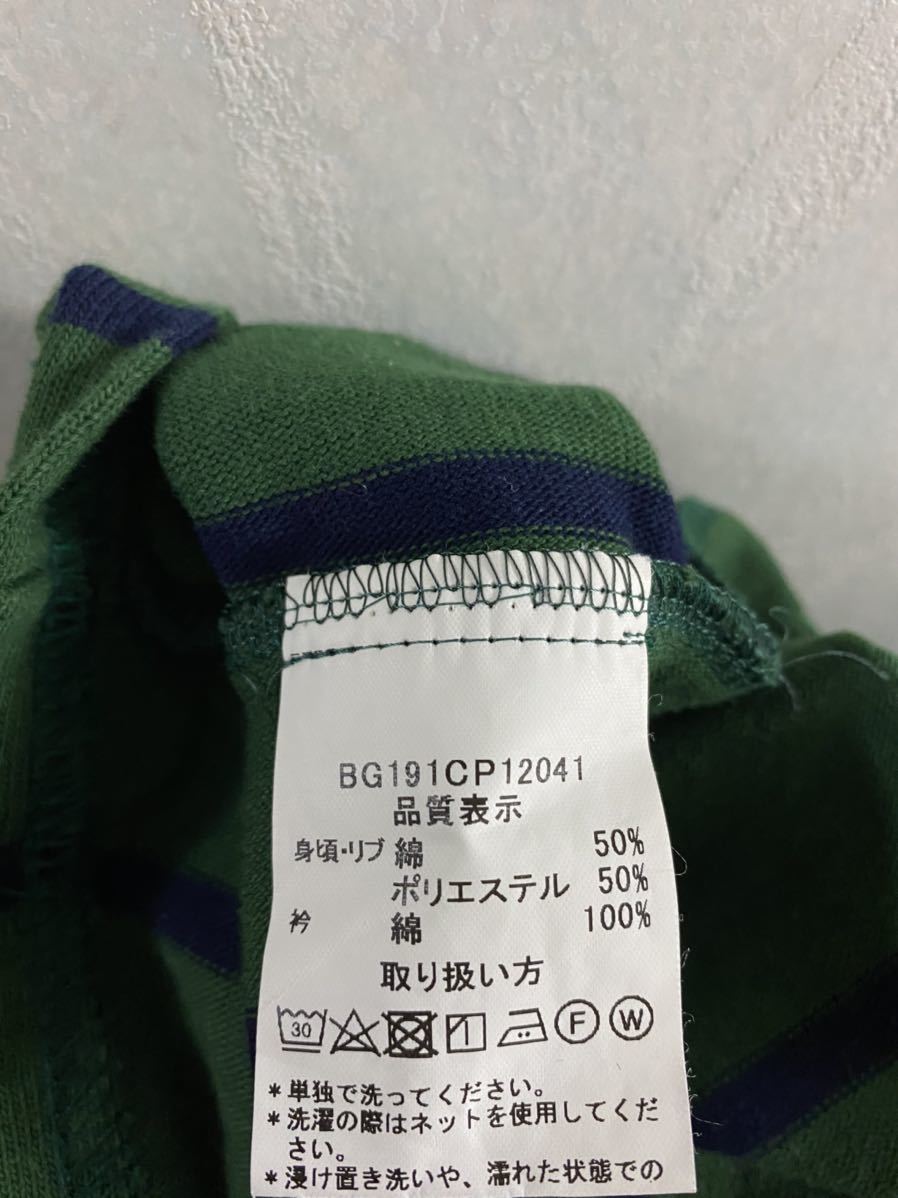 BG191CP12041
品質表示
身頃・リブ 綿 50%
ポリエステル 50%
衿 綿 100%
取り扱い方
30 F W
*単独で洗ってください。
*洗濯の際はネットを使用してくだ
さい。
*浸け置き洗いや、濡れた状態での